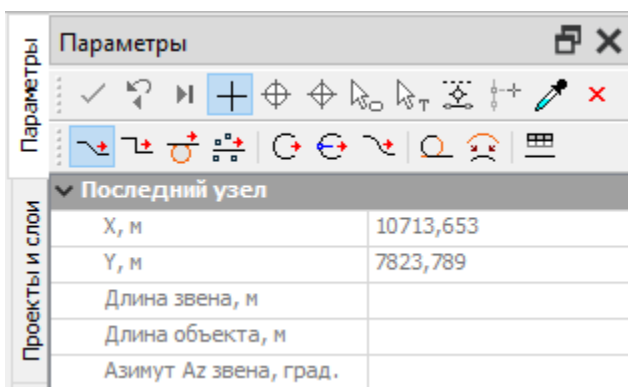 Параметры
Параметры
Проекты и слои
Последний узел
X, м 10713,653
Y, м 7823,789
Длина звена, м
Длина объекта, м
Азимут Az звена, град.